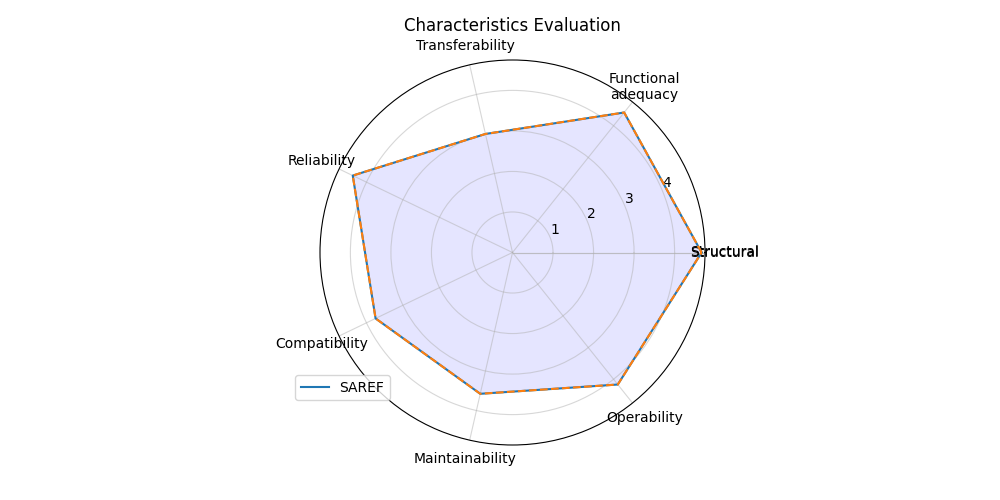 Characteristics Evaluation
Transferability
Functional
adequacy
Reliability
4
3
2
1
Structural
Compatibility
SAREF
Operability
Maintainability